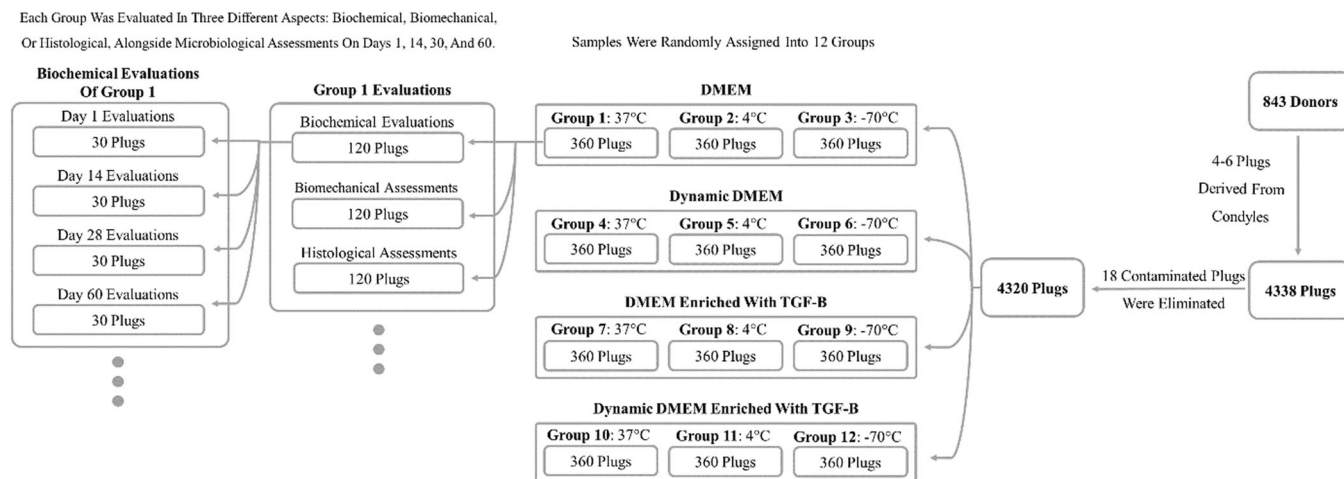 Each Group Was Evaluated In Three Different Aspects: Biochemical, Biomechanical,
Or Histological, Alongside Microbiological Assessments On Days 1, 14, 30, And 60.
Biochemical Evaluations
Of Group 1
Day 1 Evaluations
30 Plugs
Day 14 Evaluations
30 Plugs
Day 28 Evaluations
30 Plugs
Day 60 Evaluations
30 Plugs
Group 1 Evaluations
Biochemical Evaluations
120 Plugs
Biomechanical Assessments
120 Plugs
Histological Assessments
120 Plugs
Samples Were Randomly Assigned Into 12 Groups
DMEM
Group 1: 37°C Group 2: 4°C Group 3: -70°C
360 Plugs 360 Plugs 360 Plugs
Dynamic DMEM
Group 4: 37°C Group 5: 4°C Group 6: -70°C
360 Plugs 360 Plugs 360 Plugs
DMEM Enriched With TGF-B
Group 7: 37°C Group 8: 4°C Group 9: -70°C
360 Plugs 360 Plugs 360 Plugs
Dynamic DMEM Enriched With TGF-B
Group 10: 37°C Group 11: 4°C Group 12: -70°C
360 Plugs 360 Plugs 360 Plugs
4320 Plugs
18 Contaminated Plugs
Were Eliminated
843 Donors
4-6 Plugs
Derived From
Condyles
4338 Plugs